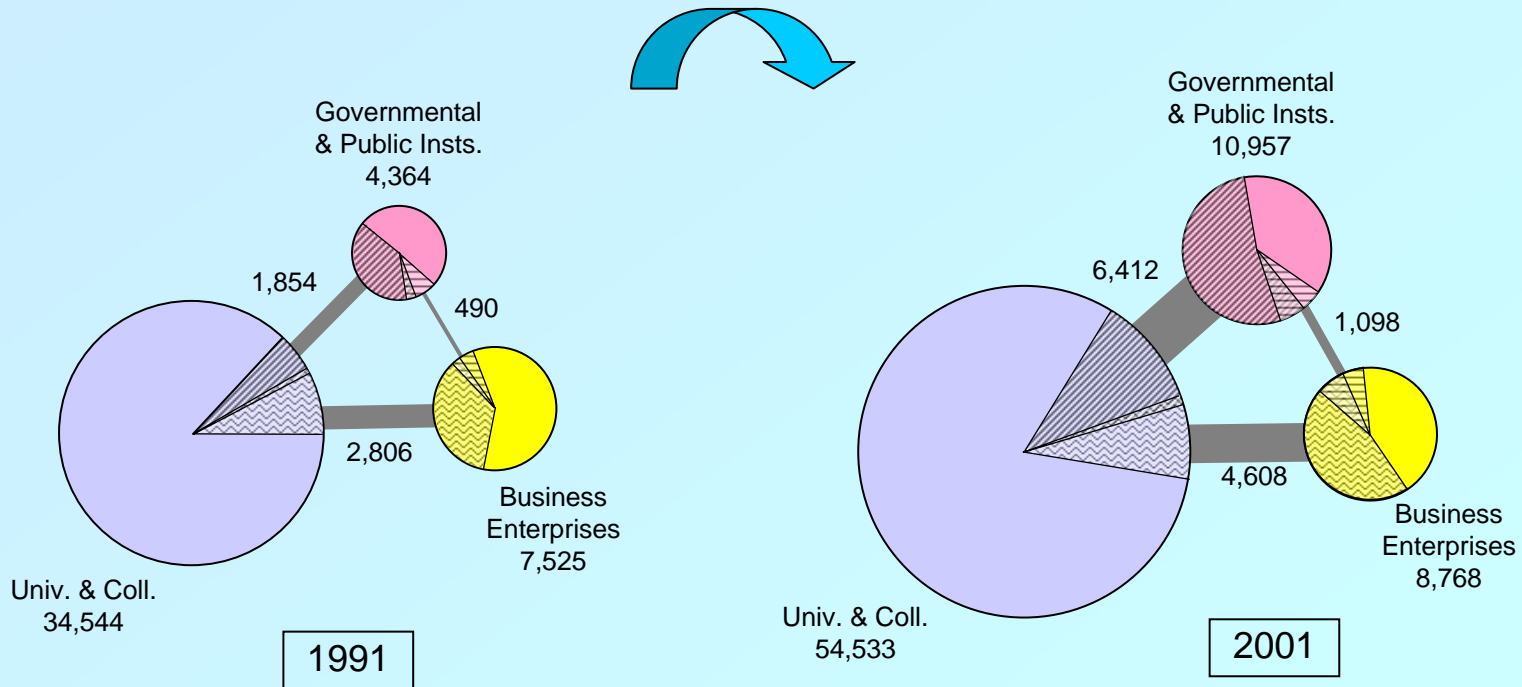 Governmental
& Public Insts.
4,364
1,854
490
2,806
Business
Enterprises
7,525
Univ. & Coll.
34,544
1991
Governmental
& Public Insts.
10,957
6,412
1,098
4,608
Business
Enterprises
8,768
Univ. & Coll.
54,533
2001